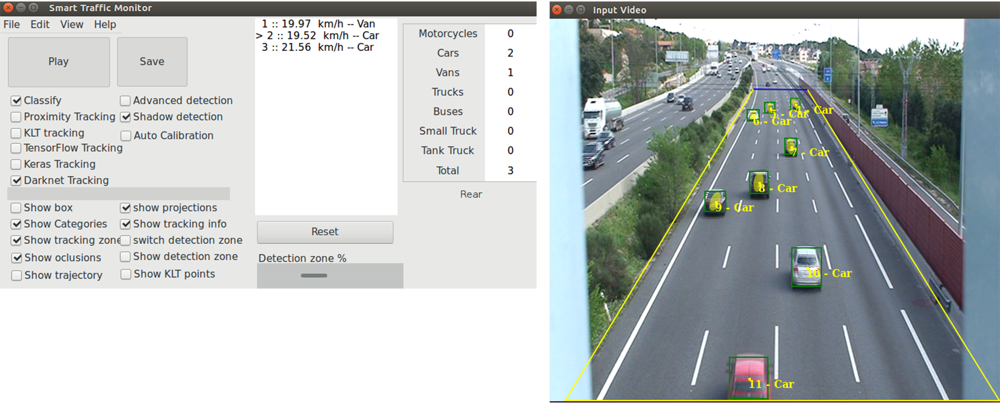 Smart Traffic Monitor
File Edit View Help
Play
Save
Classify
Advanced detection
Proximity Tracking
Shadow detection
KLT tracking
Auto Calibration
TensorFlow Tracking
Keras Tracking
Darknet Tracking
Show box
show projections
Show Categories
Show tracking info
Show tracking zone
switch detection zone
Show oclusions
Show detection zone
Show trajectory
Show KLT points
1 :: 19.97 km/h -- Van
> 2 :: 19.52 km/h -- Car
3 :: 21.56 km/h -- Car
Reset
Detection zone %
Motorcycles 0
Cars 2
Vans 1
Trucks 0
Buses 0
Small Truck 0
Tank Truck 0
Total 3
Rear
Input Video
4 - Car
5 - Car
6 - Car
7 - Car
8 - Car
9 - Car
10 - Car
11 - Car